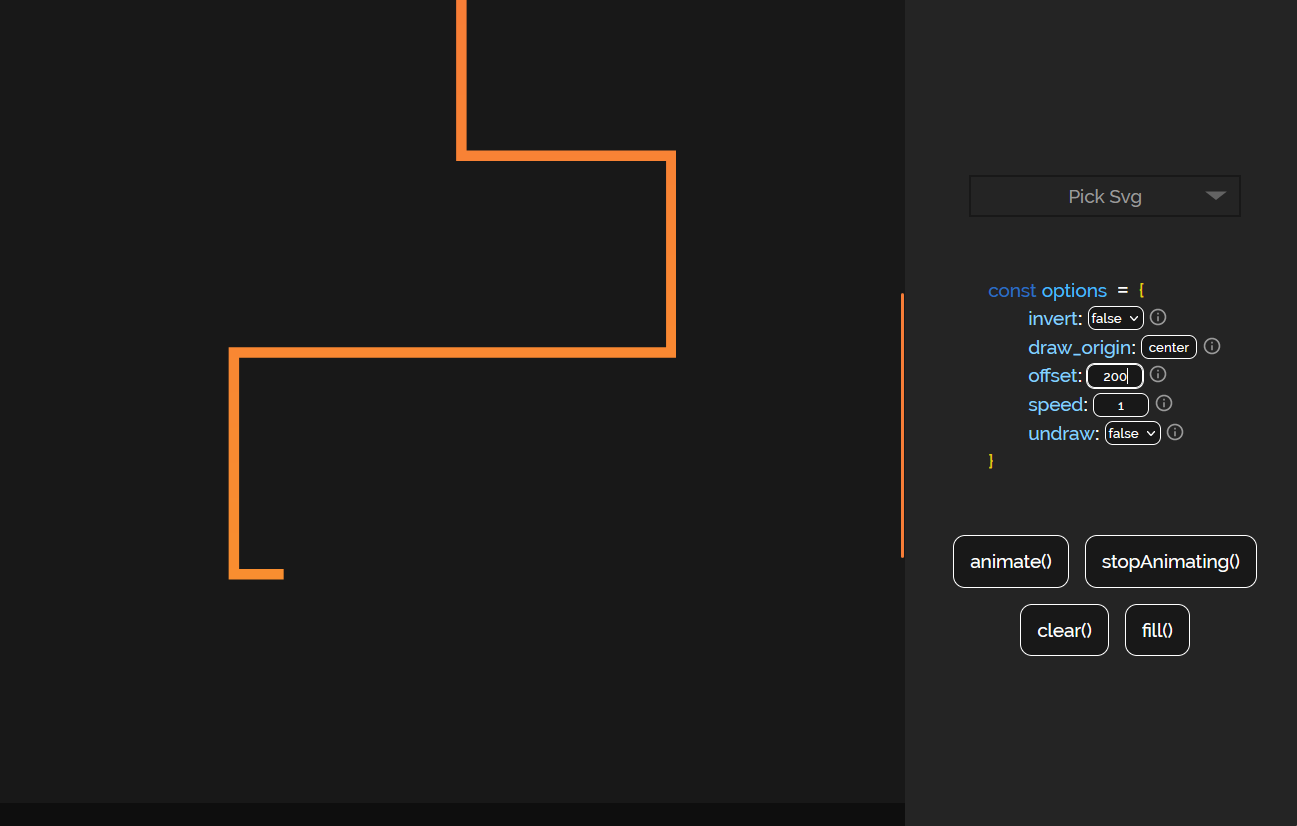 Pick Svg
const options = {
invert: false
draw_origin: center
offset: 200
speed: 1
undraw: false
}
animate() stopAnimating()
clear() fill()